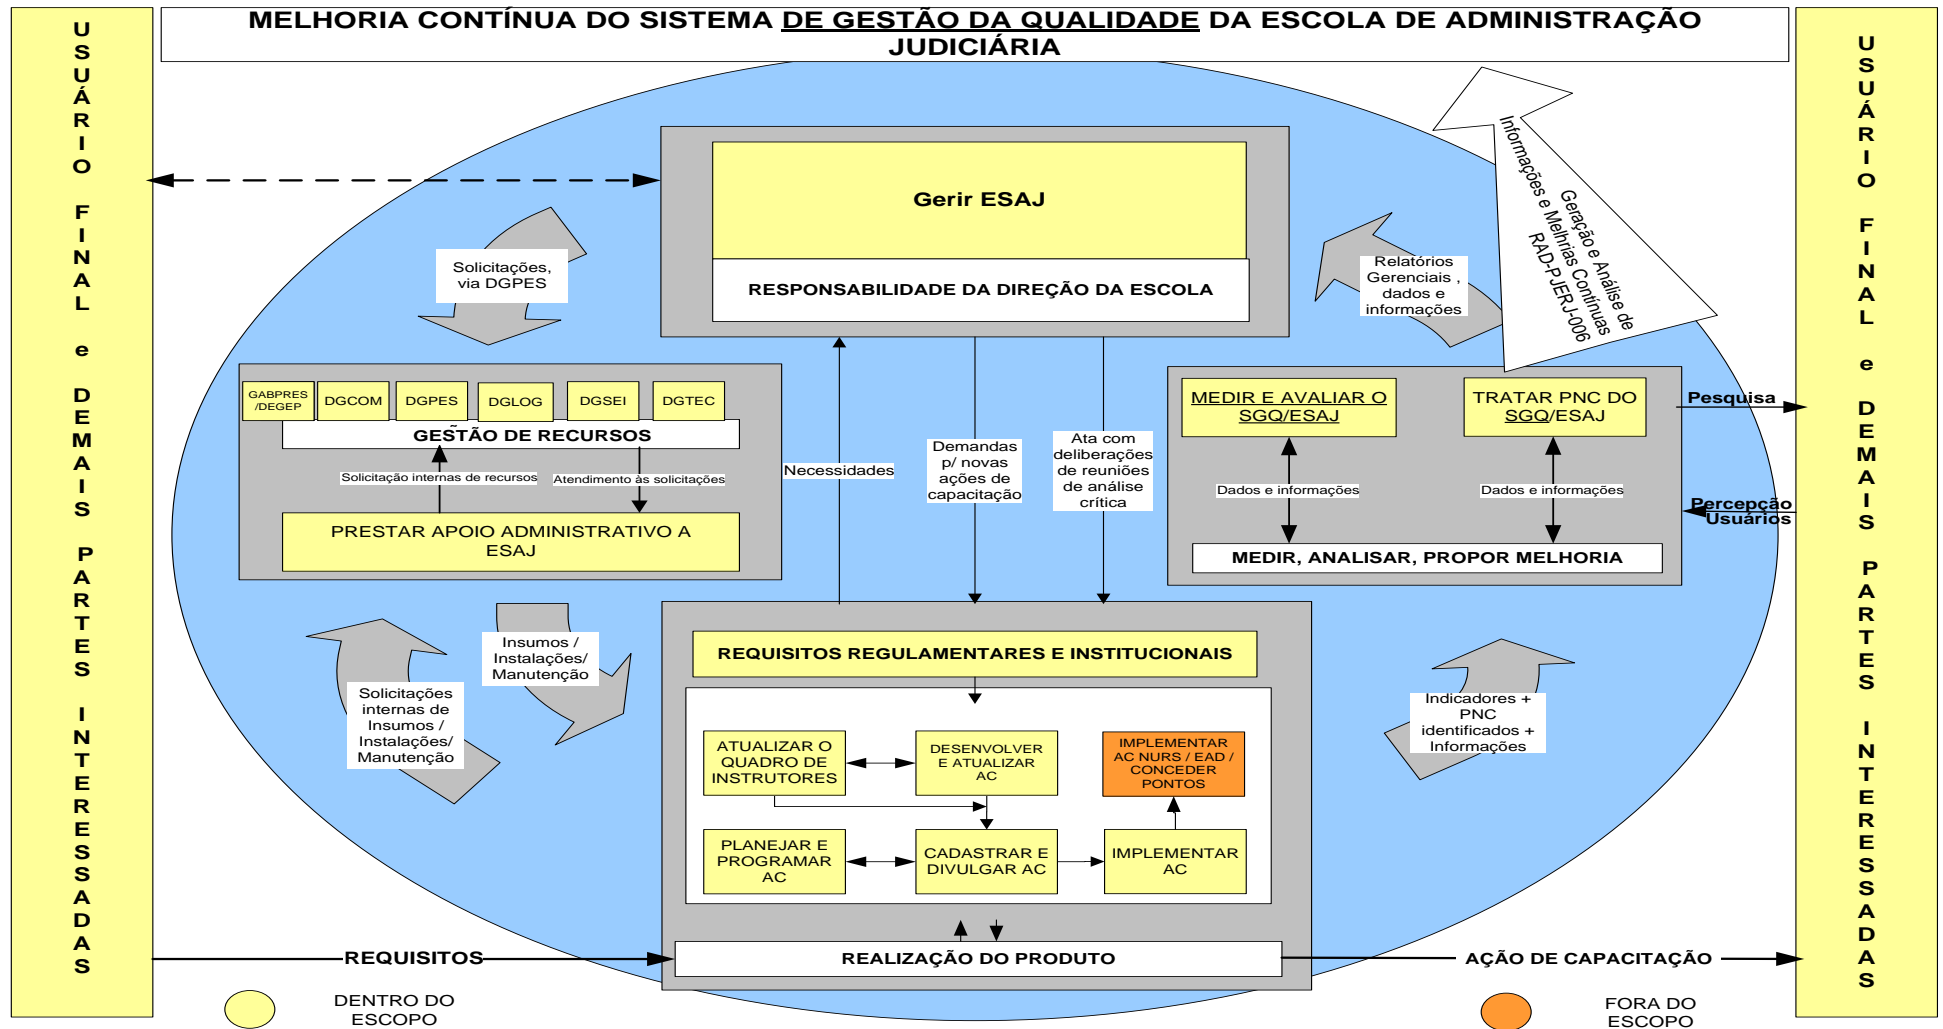 MELHORIA CONTÍNUA DO SISTEMA DE GESTÃO DA QUALIDADE DA ESCOLA DE ADMINISTRAÇÃO
JUDICIÁRIA
USUÁRIO FINAL e DEMAIS PARTES INTERESSADAS
Gerir ESAJ
RESPONSABILIDADE DA DIREÇÃO DA ESCOLA
Solicitações,
via DGPES
Relatórios
Gerenciais ,
dados e
informações
Geração e Análise de
Informações e Melhrias Contínuas
RAD-PJERJ-006
GABPRES
/DEGEP
DGCOM
DGPES
DGLOG
DGSEI
DGTEC
GESTÃO DE RECURSOS
Solicitação internas de recursos
Atendimento às solicitações
PRESTAR APOIO ADMINISTRATIVO A
ESAJ
Necessidades
Demandas
p/ novas
ações de
capacitação
Ata com
deliberações
de reuniões
de análise
crítica
MEDIR E AVALIAR O
SGQ/ESAJ
TRATAR PNC DO
SGQ/ESAJ
Dados e informações
Dados e informações
MEDIR, ANALISAR, PROPOR MELHORIA
Pesquisa
Percepção
Usuários
Insumos /
Instalações/
Manutenção
Solicitações
internas de
Insumos /
Instalações/
Manutenção
Indicadores +
PNC
identificados +
Informações
REQUISITOS REGULAMENTARES E INSTITUCIONAIS
ATUALIZAR O
QUADRO DE
INSTRUTORES
DESENVOLVER
E ATUALIZAR
AC
IMPLEMENTAR
AC NURS / EAD /
CONCEDER
PONTOS
PLANEJAR E
PROGRAMAR
AC
CADASTRAR E
DIVULGAR AC
IMPLEMENTAR
AC
REQUISITOS
REALIZAÇÃO DO PRODUTO
AÇÃO DE CAPACITAÇÃO
DENTRO DO
ESCOPO
FORA DO
ESCOPO
USUÁRIO FINAL e DEMAIS PARTES INTERESSADAS